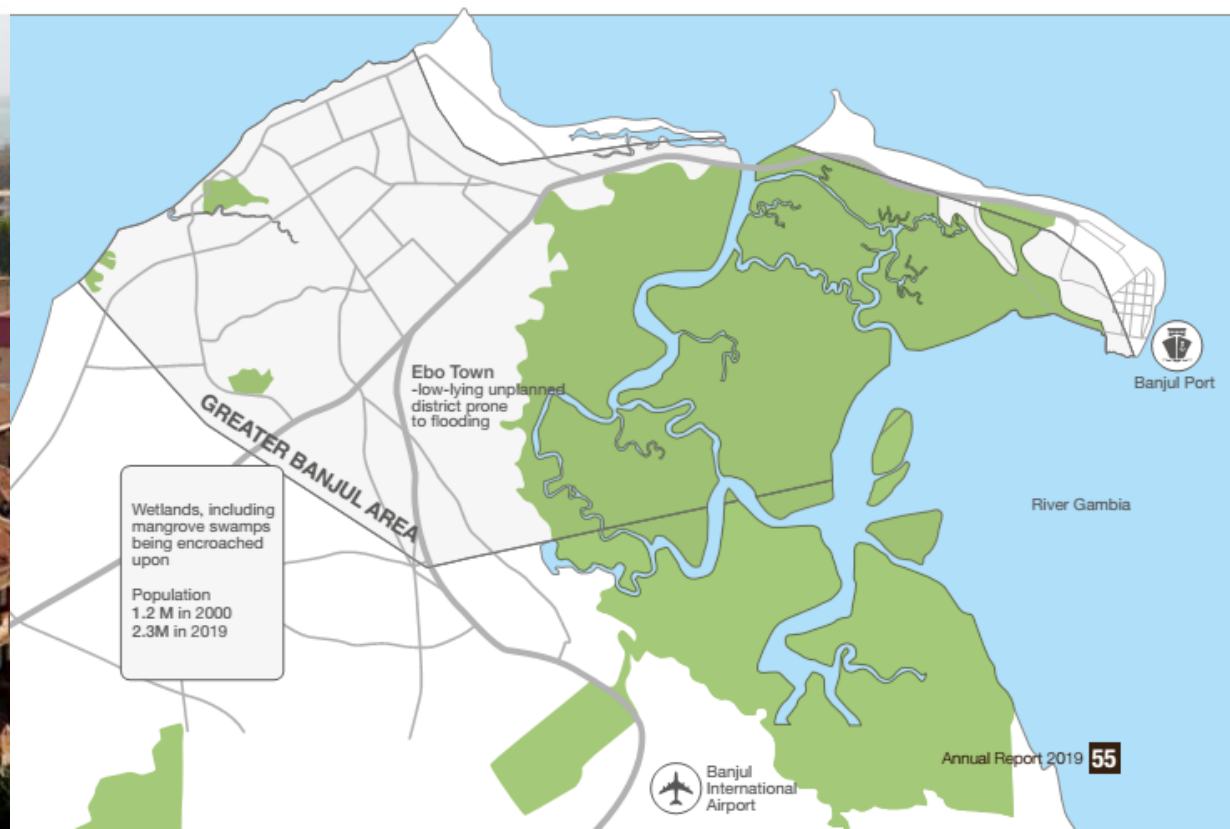 Ebo Town
-low-lying unplanned
district prone
to flooding
GREATER BANJUL AREA
Wetlands, including
mangrove swamps
being encroached
upon
Population
1.2 M in 2000
2.3M in 2019
Banjul Port
River Gambia
Banjul
International
Airport
Annual Report 2019 55